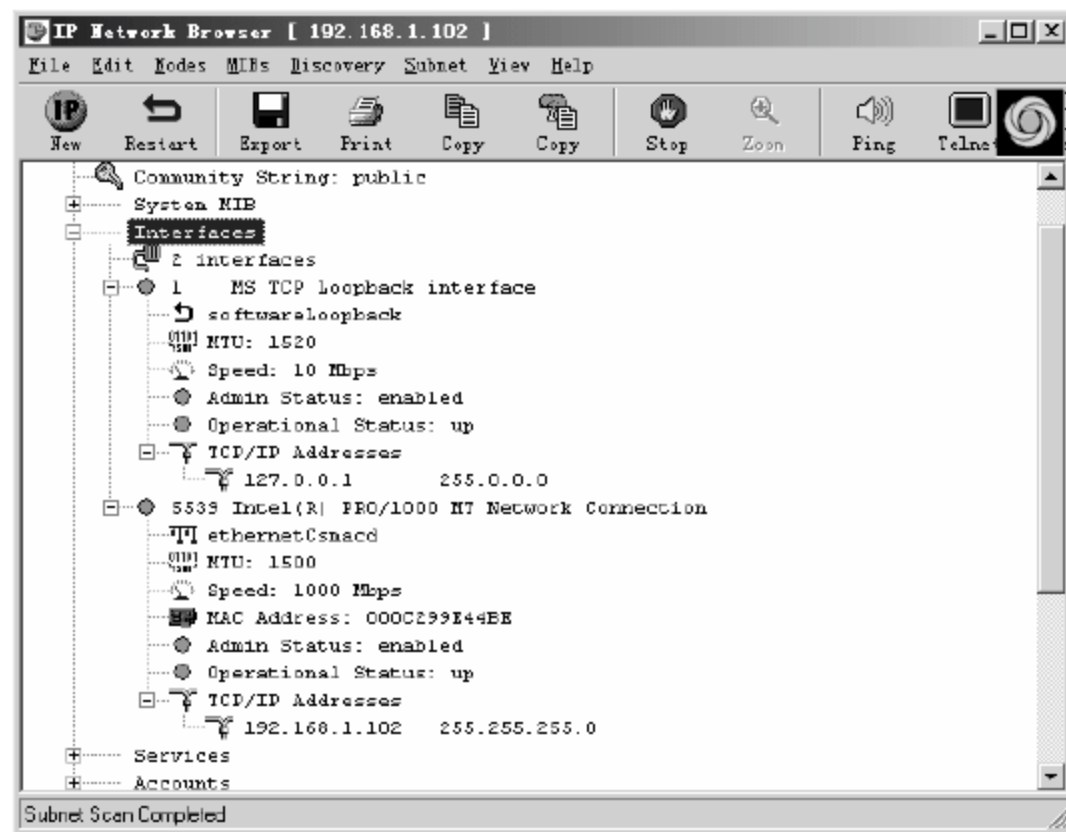 IP Network Browser [ 192.168.1.102 ]
File Edit Nodes MIBs Discovery Subnet View Help
New Restart Export Print Copy Copy Stop Zoom Ping Telnet
Community String: public
System MIB
Interfaces
2 interfaces
1 MS TCP Loopback interface
softwareLoopback
MTU: 1520
Speed: 10 Mbps
Admin Status: enabled
Operational Status: up
TCP/IP Addresses
127.0.0.1 255.0.0.0
5539 Intel(R) PRO/1000 MT Network Connection
ethernetCsmacd
MTU: 1500
Speed: 1000 Mbps
MAC Address: 000C299E44BE
Admin Status: enabled
Operational Status: up
TCP/IP Addresses
192.168.1.102 255.255.255.0
Services
Accounts
Subnet Scan Completed